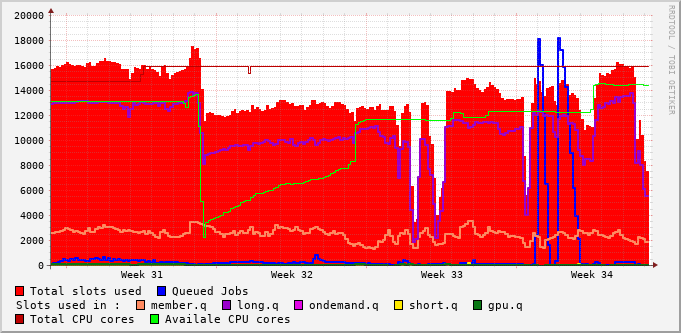 20000
18000
16000
14000
12000
10000
8000
6000
4000
2000
0
Week 31 Week 32 Week 33 Week 34
RRDTOOL / TOBI OETIKER
Total slots used Queued Jobs
Slots used in : member.q long.q ondemand.q short.q gpu.q
Total CPU cores Availale CPU cores